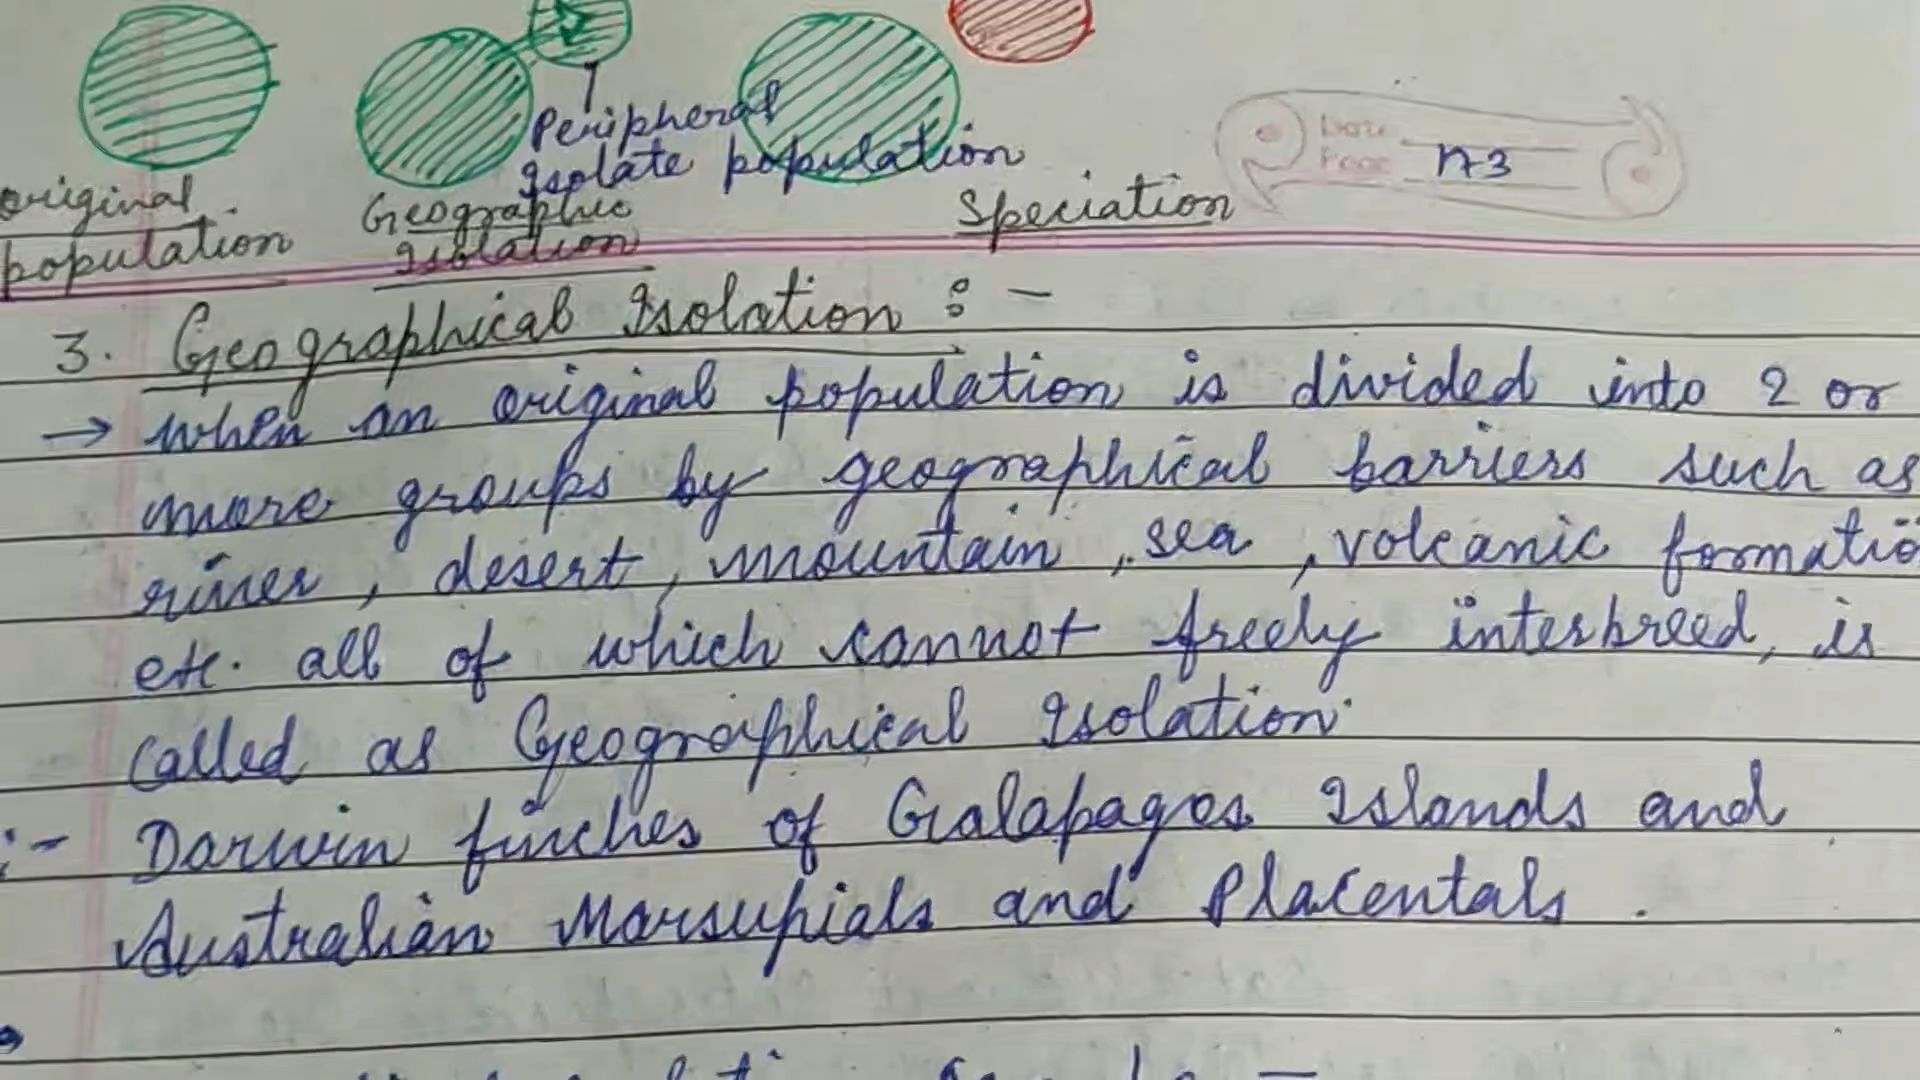 Peripheral
Isolate population
Date
Page 173
original
population
Geographic
Isolation
Speciation
3. Geographical Isolation :-
→ when an original population is divided into 2 or
more groups by geographical barriers such as
river, desert, mountain, sea, volcanic formatio
etc. all of which cannot freely interbreed, is
called as Geographical Isolation.
:- Darwin finches of Galapagos Islands and
Australian Marsupials and Placentals.